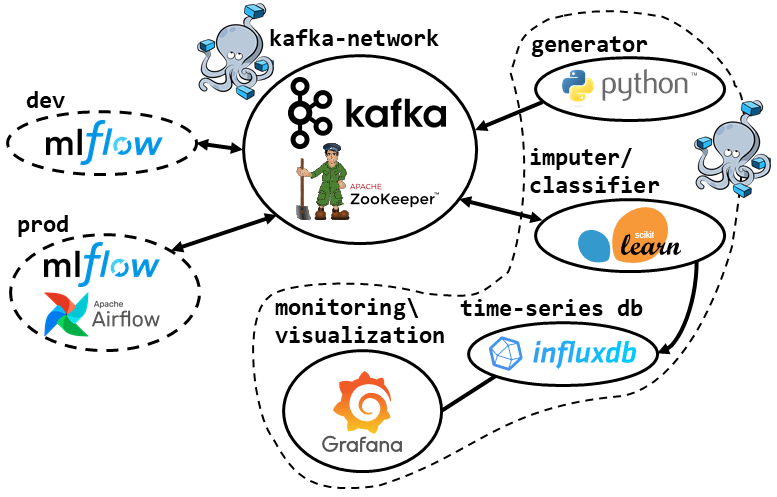 kafka-network
kafka
APACHE
ZooKeeper™
generator
python™
dev
mlflow
imputer/
classifier
scikit
learn
prod
mlflow
Apache
Airflow
monitoring\
visualization
Grafana
time-series db
influxdb